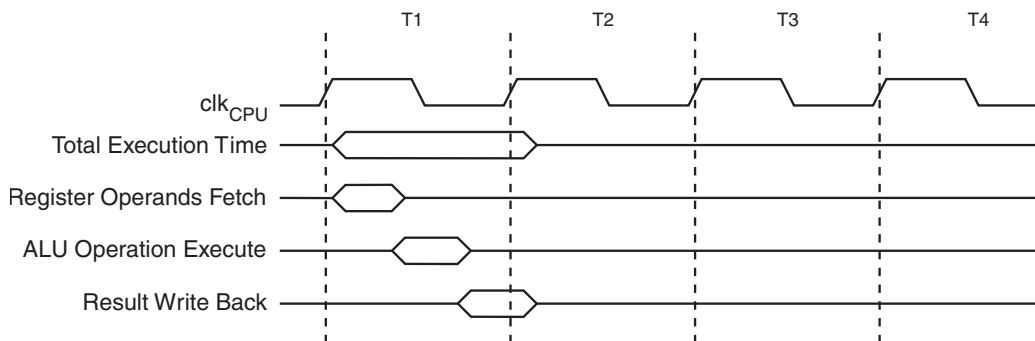 T1 T2 T3 T4
clkCPU
Total Execution Time
Register Operands Fetch
ALU Operation Execute
Result Write Back